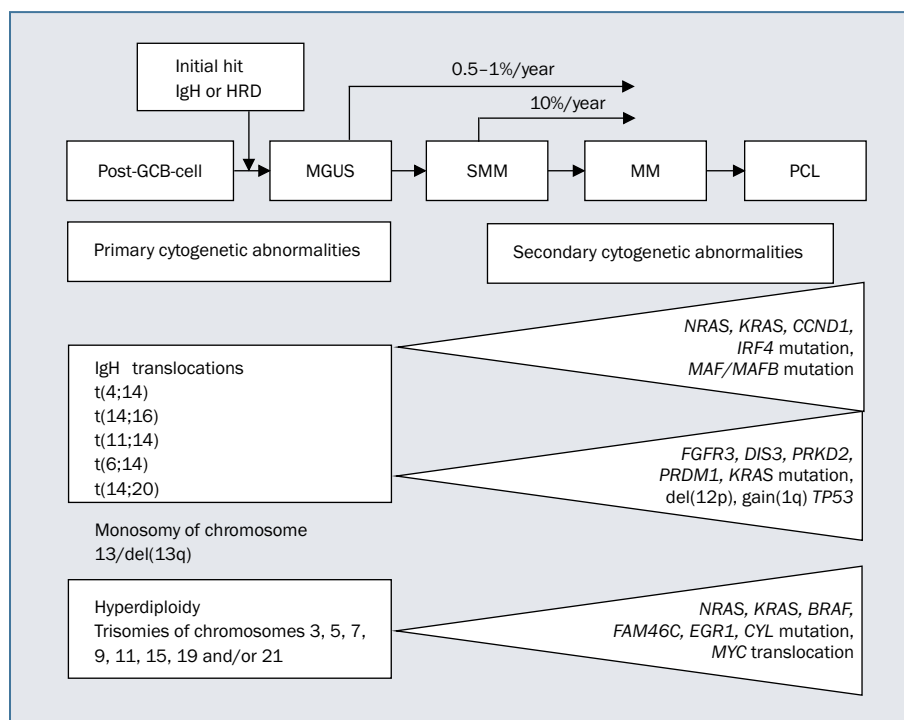 Initial hit
IgH or HRD
0.5–1%/year
10%/year
Post-GCB-cell
MGUS
SMM
MM
PCL
Primary cytogenetic abnormalities
Secondary cytogenetic abnormalities
NRAS, KRAS, CCND1,
IRF4 mutation,
MAF/MAFB mutation
IgH translocations
t(4;14)
t(14;16)
t(11;14)
t(6;14)
t(14;20)
FGFR3, DIS3, PRKD2,
PRDM1, KRAS mutation,
del(12p), gain(1q) TP53
Monosomy of chromosome
13/del(13q)
Hyperdiploidy
Trisomies of chromosomes 3, 5, 7,
9, 11, 15, 19 and/or 21
NRAS, KRAS, BRAF,
FAM46C, EGR1, CYL mutation,
MYC translocation